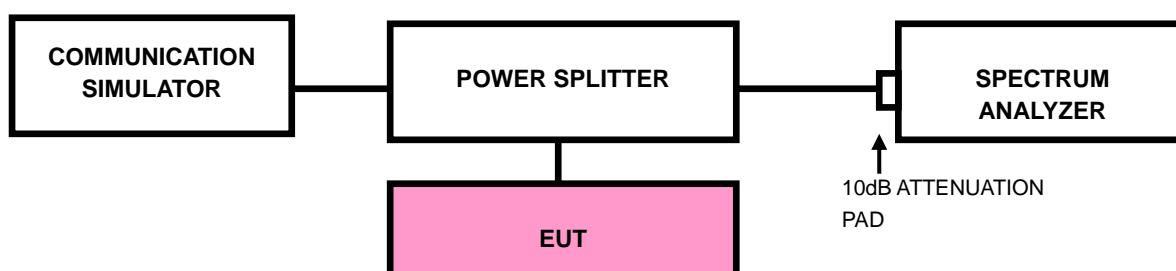 COMMUNICATION
SIMULATOR
POWER SPLITTER
SPECTRUM
ANALYZER
10dB ATTENUATION
PAD
EUT